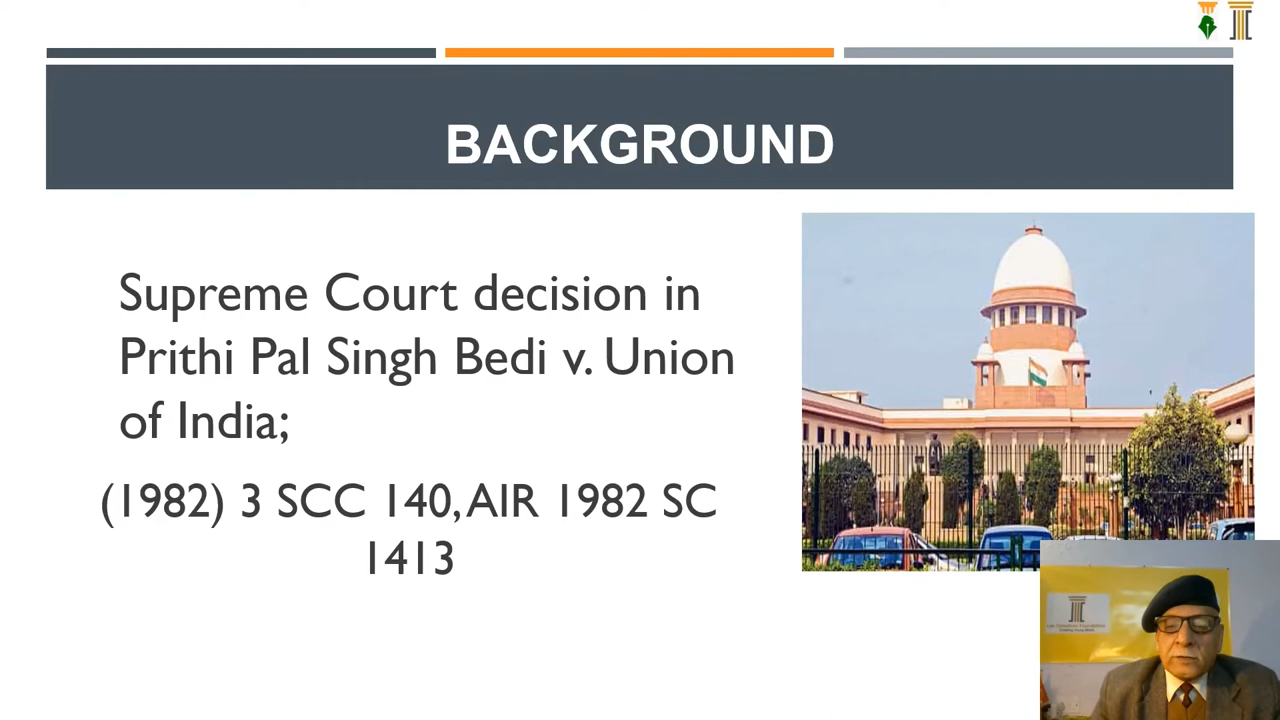 BACKGROUND
Supreme Court decision in
Prithi Pal Singh Bedi v. Union
of India;
(1982) 3 SCC 140, AIR 1982 SC
1413